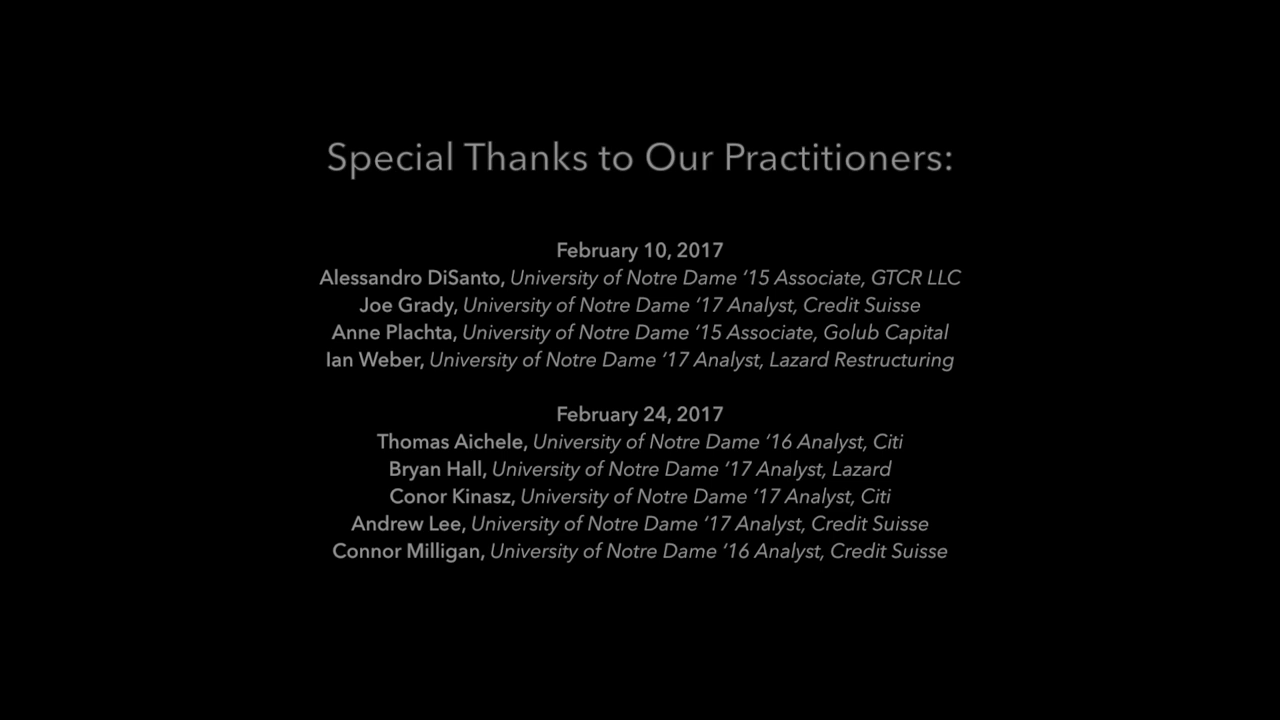 Special Thanks to Our Practitioners:
February 10, 2017
Alessandro DiSanto, University of Notre Dame ‘15 Associate, GTCR LLC
Joe Grady, University of Notre Dame ‘17 Analyst, Credit Suisse
Anne Plachta, University of Notre Dame ‘15 Associate, Golub Capital
Ian Weber, University of Notre Dame ‘17 Analyst, Lazard Restructuring
February 24, 2017
Thomas Aichele, University of Notre Dame ‘16 Analyst, Citi
Bryan Hall, University of Notre Dame ‘17 Analyst, Lazard
Conor Kinasz, University of Notre Dame ‘17 Analyst, Citi
Andrew Lee, University of Notre Dame ‘17 Analyst, Credit Suisse
Connor Milligan, University of Notre Dame ‘16 Analyst, Credit Suisse